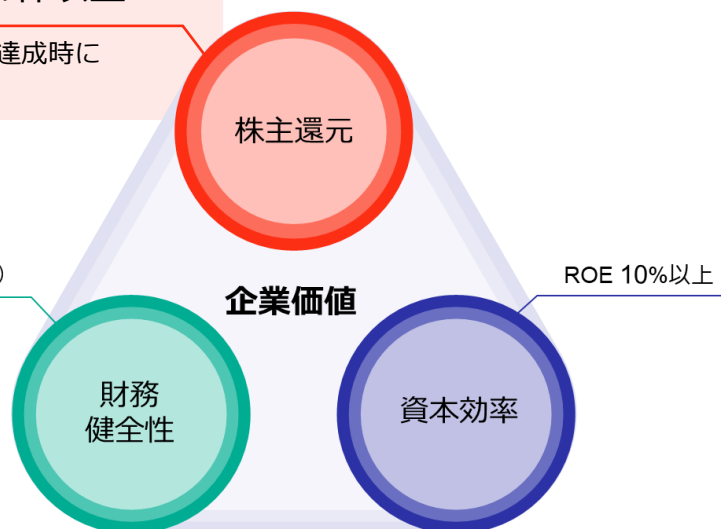 達成時に
株主還元
企業価値
ROE 10%以上
財務
健全性
資本効率